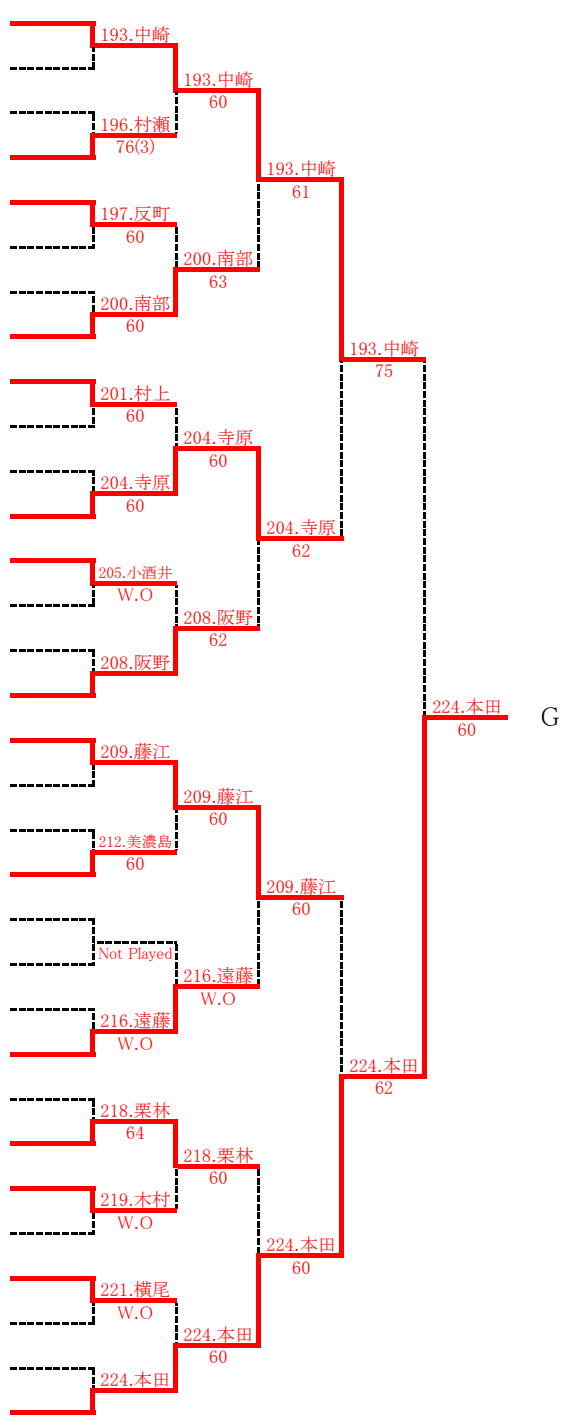 193.中崎
193.中崎
60
196.村瀬
76(3)
193.中崎
61
197.反町
60
200.南部
63
200.南部
60
193.中崎
75
201.村上
60
204.寺原
60
204.寺原
60
204.寺原
62
205.小酒井
W.O
208.阪野
62
208.阪野
224.本田
60
G
209.藤江
209.藤江
60
212.美濃島
60
209.藤江
60
Not Played
216.遠藤
W.O
216.遠藤
W.O
224.本田
62
218.栗林
64
218.栗林
60
219.木村
W.O
224.本田
60
221.横尾
W.O
224.本田
60
224.本田